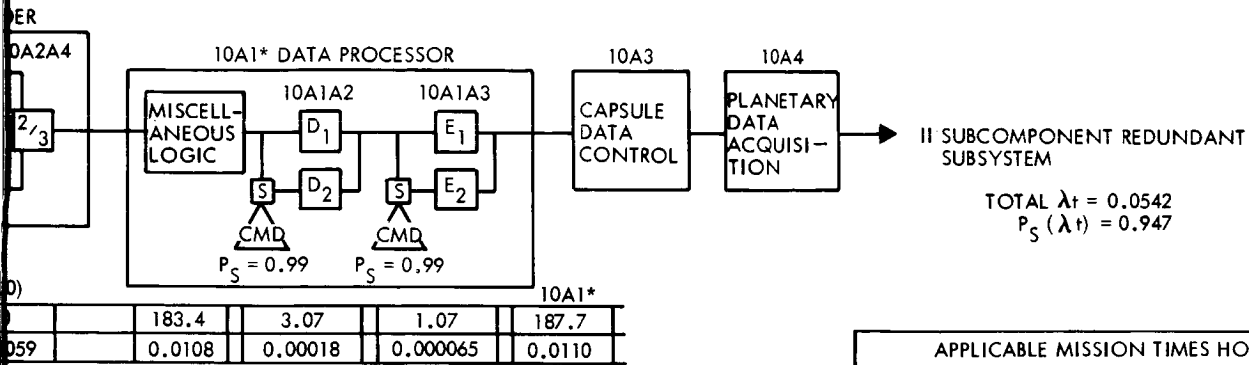 10A1* DATA PROCESSOR
10A3
10A4
0A2A4
2/3
MISCELL-
ANEOUS
LOGIC
10A1A2
10A1A3
D1
D2
E1
E2
S
S
CMD
CMD
PS = 0.99
PS = 0.99
CAPSULE
DATA
CONTROL
PLANETARY
DATA
ACQUISI-
TION
II SUBCOMPONENT REDUNDANT
SUBSYSTEM
TOTAL λt = 0.0542
PS (λt) = 0.947
10A1*
183.4 3.07 1.07 187.7
059 0.0108 0.00018 0.000065 0.0110
APPLICABLE MISSION TIMES HO